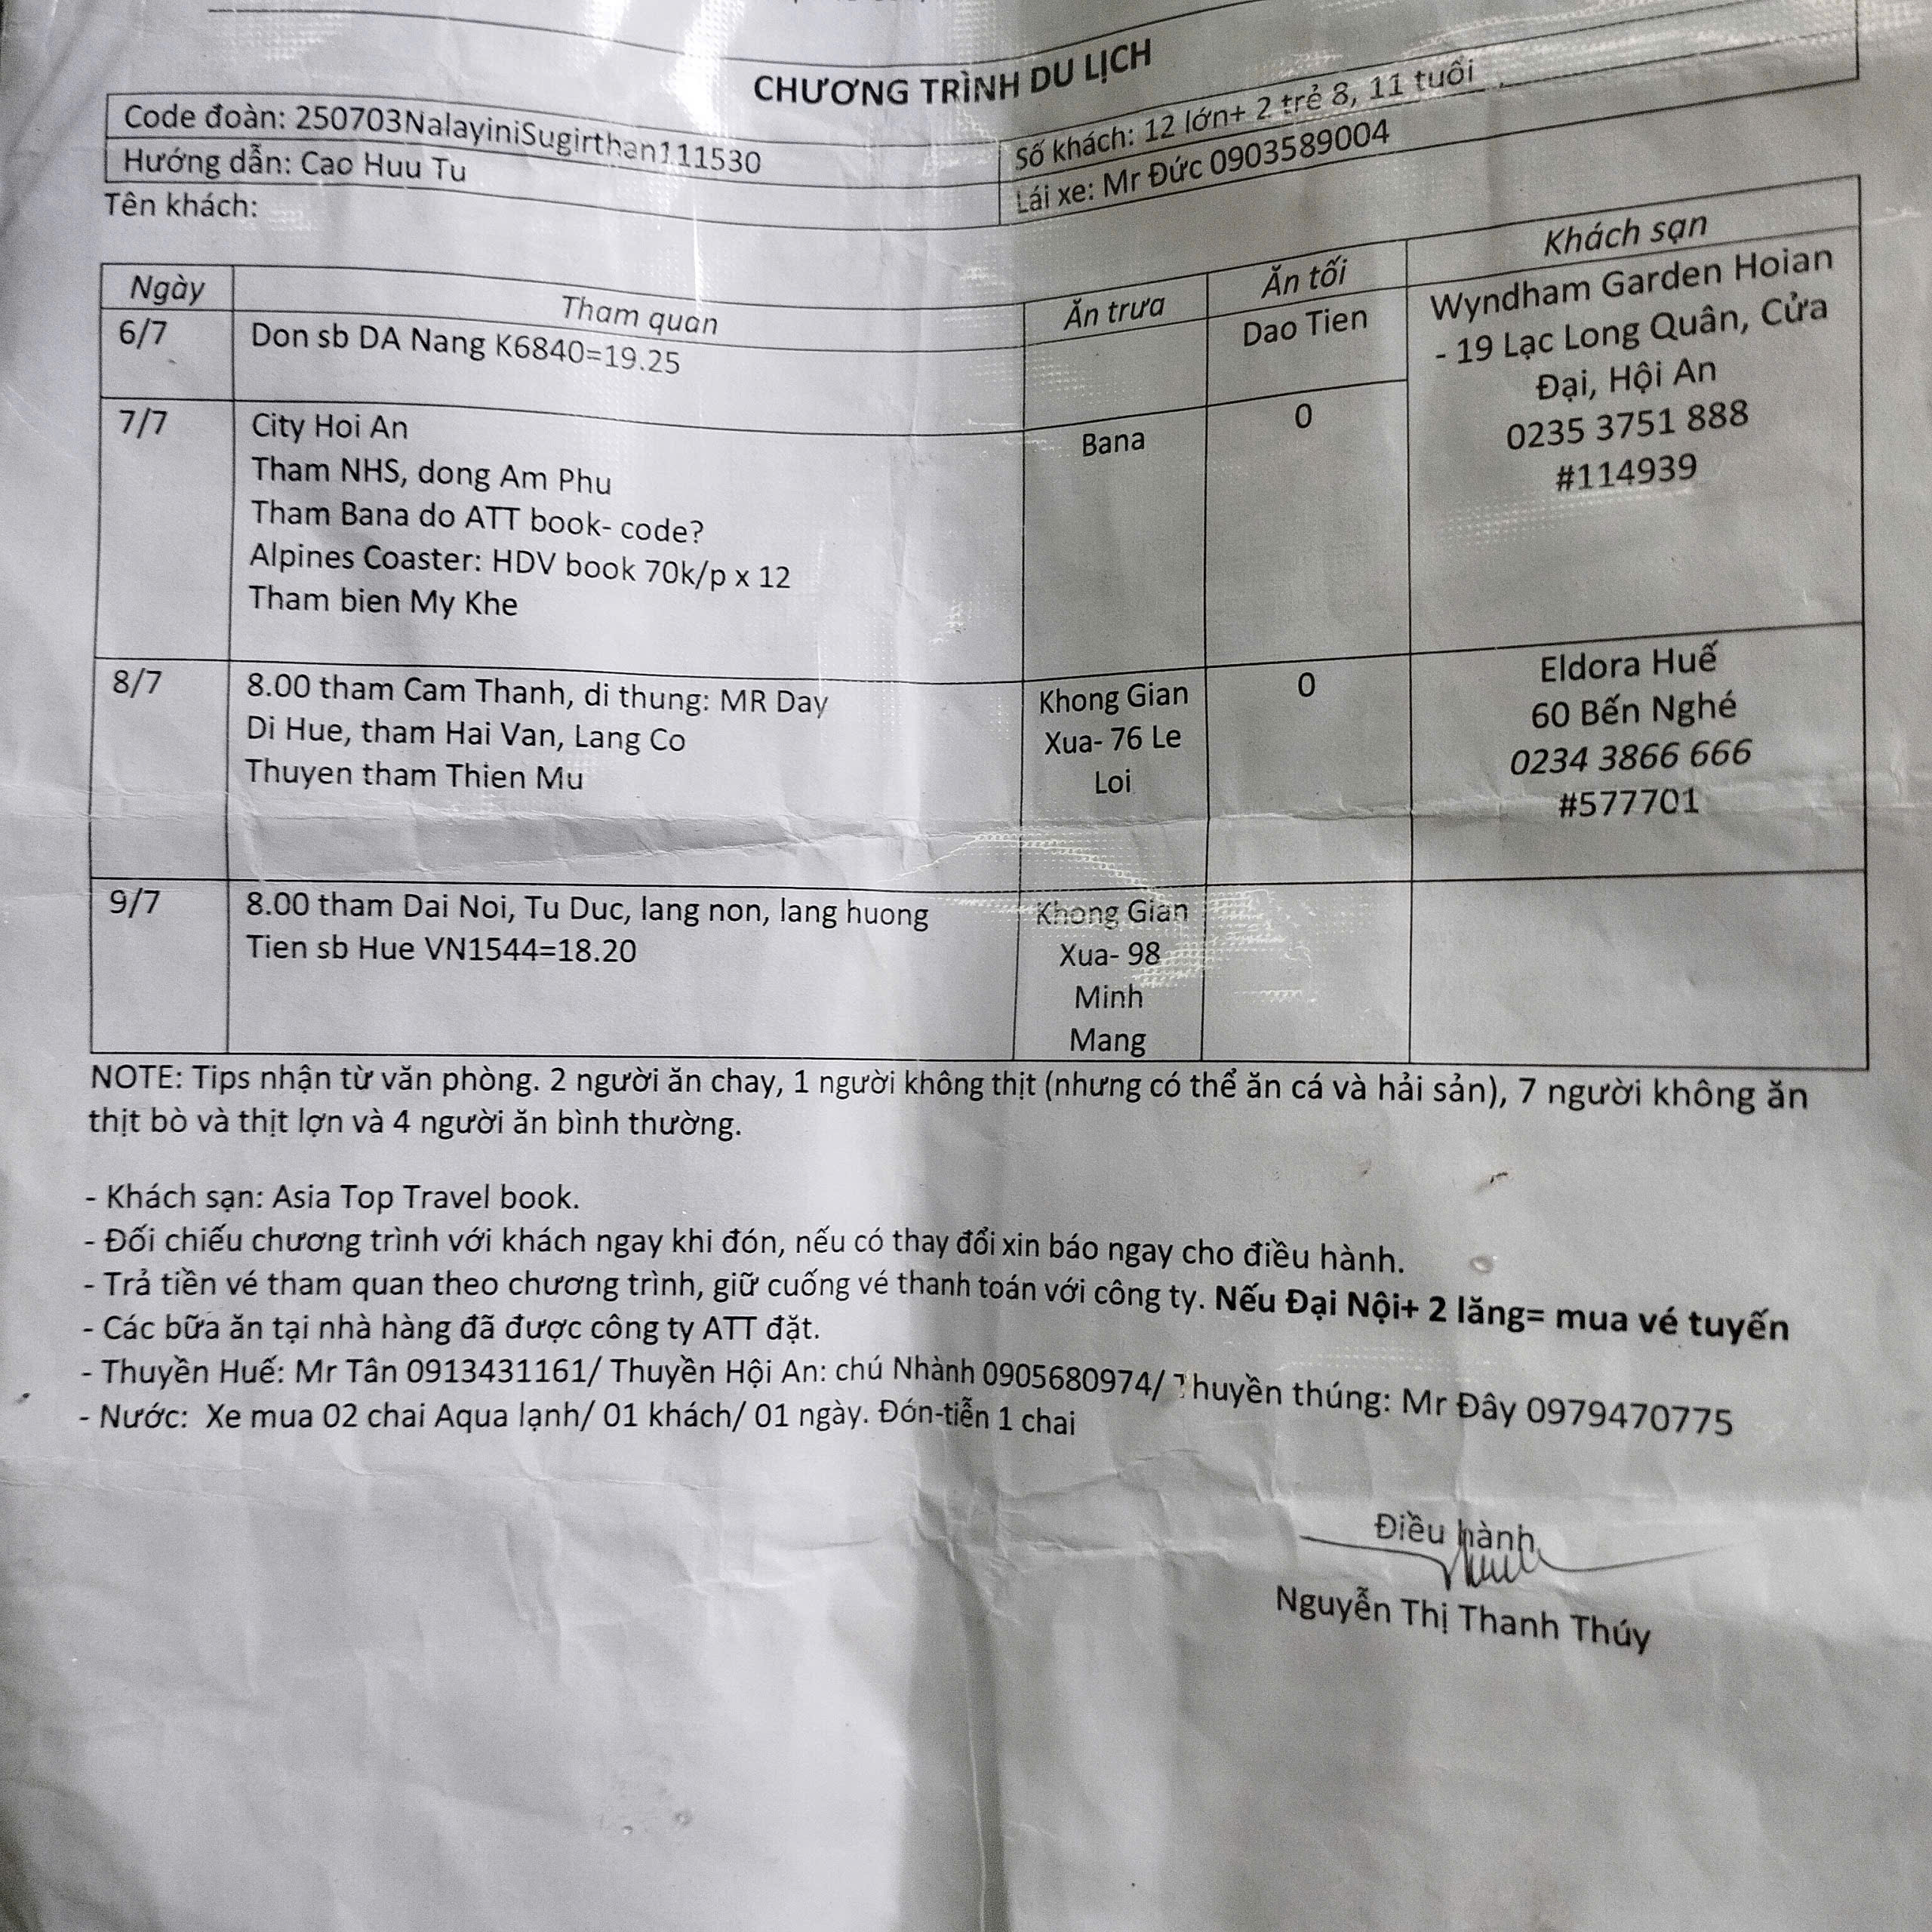 CHƯƠNG TRÌNH DU LỊCH
Code đoàn: 250703NalayiniSugirthan111530
Số khách: 12 lớn+ 2 trẻ 8, 11 tuổi
Hướng dẫn: Cao Huu Tu
Lái xe: Mr Đức 0903589004
Tên khách:
Ngày
Tham quan
Ăn trưa
Ăn tối
Khách sạn
6/7
Don sb DA Nang K6840=19.25
Dao Tien
Wyndham Garden Hoian
- 19 Lạc Long Quân, Cửa
Đại, Hội An
0235 3751 888
#114939
7/7
City Hoi An
Tham NHS, dong Am Phu
Tham Bana do ATT book- code?
Alpines Coaster: HDV book 70k/p x 12
Tham bien My Khe
Bana
0
8/7
8.00 tham Cam Thanh, di thung: MR Day
Di Hue, tham Hai Van, Lang Co
Thuyen tham Thien Mu
Khong Gian
Xua- 76 Le
Loi
0
Eldora Huế
60 Bến Nghé
0234 3866 666
#577701
9/7
8.00 tham Dai Noi, Tu Duc, lang non, lang huong
Tien sb Hue VN1544=18.20
Khong Gian
Xua- 98
Minh
Mang
NOTE: Tips nhận từ văn phòng. 2 người ăn chay, 1 người không thịt (nhưng có thể ăn cá và hải sản), 7 người không ăn
thịt bò và thịt lợn và 4 người ăn bình thường.
- Khách sạn: Asia Top Travel book.
- Đối chiếu chương trình với khách ngay khi đón, nếu có thay đổi xin báo ngay cho điều hành.
- Trả tiền vé tham quan theo chương trình, giữ cuống vé thanh toán với công ty. Nếu Đại Nội+ 2 lăng= mua vé tuyến
- Các bữa ăn tại nhà hàng đã được công ty ATT đặt.
- Thuyền Huế: Mr Tân 0913431161/ Thuyền Hội An: chú Nhành 0905680974/ Thuyền thúng: Mr Đây 0979470775
- Nước: Xe mua 02 chai Aqua lạnh/ 01 khách/ 01 ngày. Đón-tiễn 1 chai
Điều hành
Nguyễn Thị Thanh Thúy